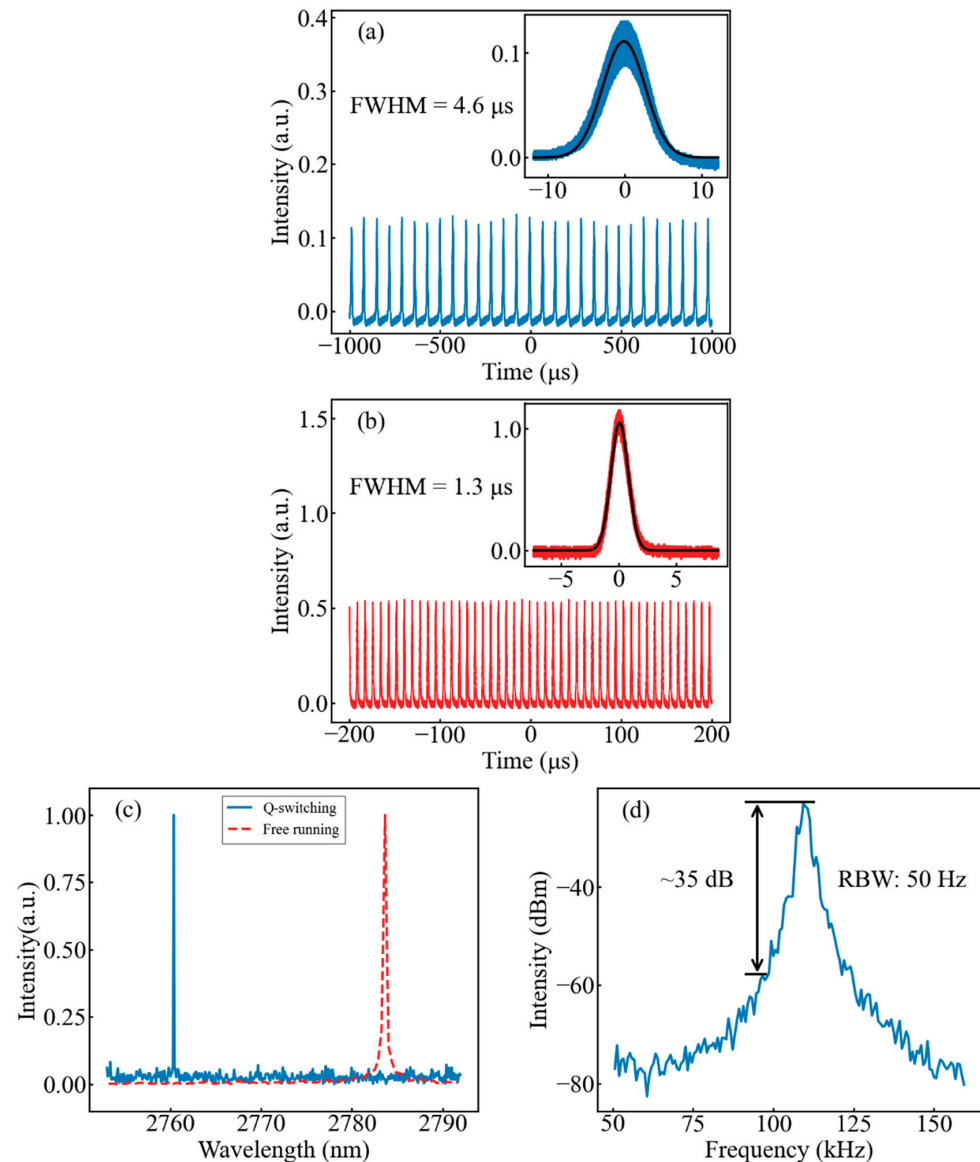 (a)
FWHM = 4.6 μs
Intensity (a.u.)
0.4
0.3
0.2
0.1
0.0
−1000 −500 0 500 1000
Time (μs)
0.1
0.0
−10 0 10
(b)
FWHM = 1.3 μs
Intensity (a.u.)
1.5
1.0
0.5
0.0
−200 −100 0 100 200
Time (μs)
1.0
0.0
−5 0 5
(c)
Q-switching
Free running
Intensity(a.u.)
1.00
0.75
0.50
0.25
0.00
2760 2770 2780 2790
Wavelength (nm)
(d)
~35 dB
RBW: 50 Hz
Intensity (dBm)
−40
−60
−80
50 75 100 125 150
Frequency (kHz)